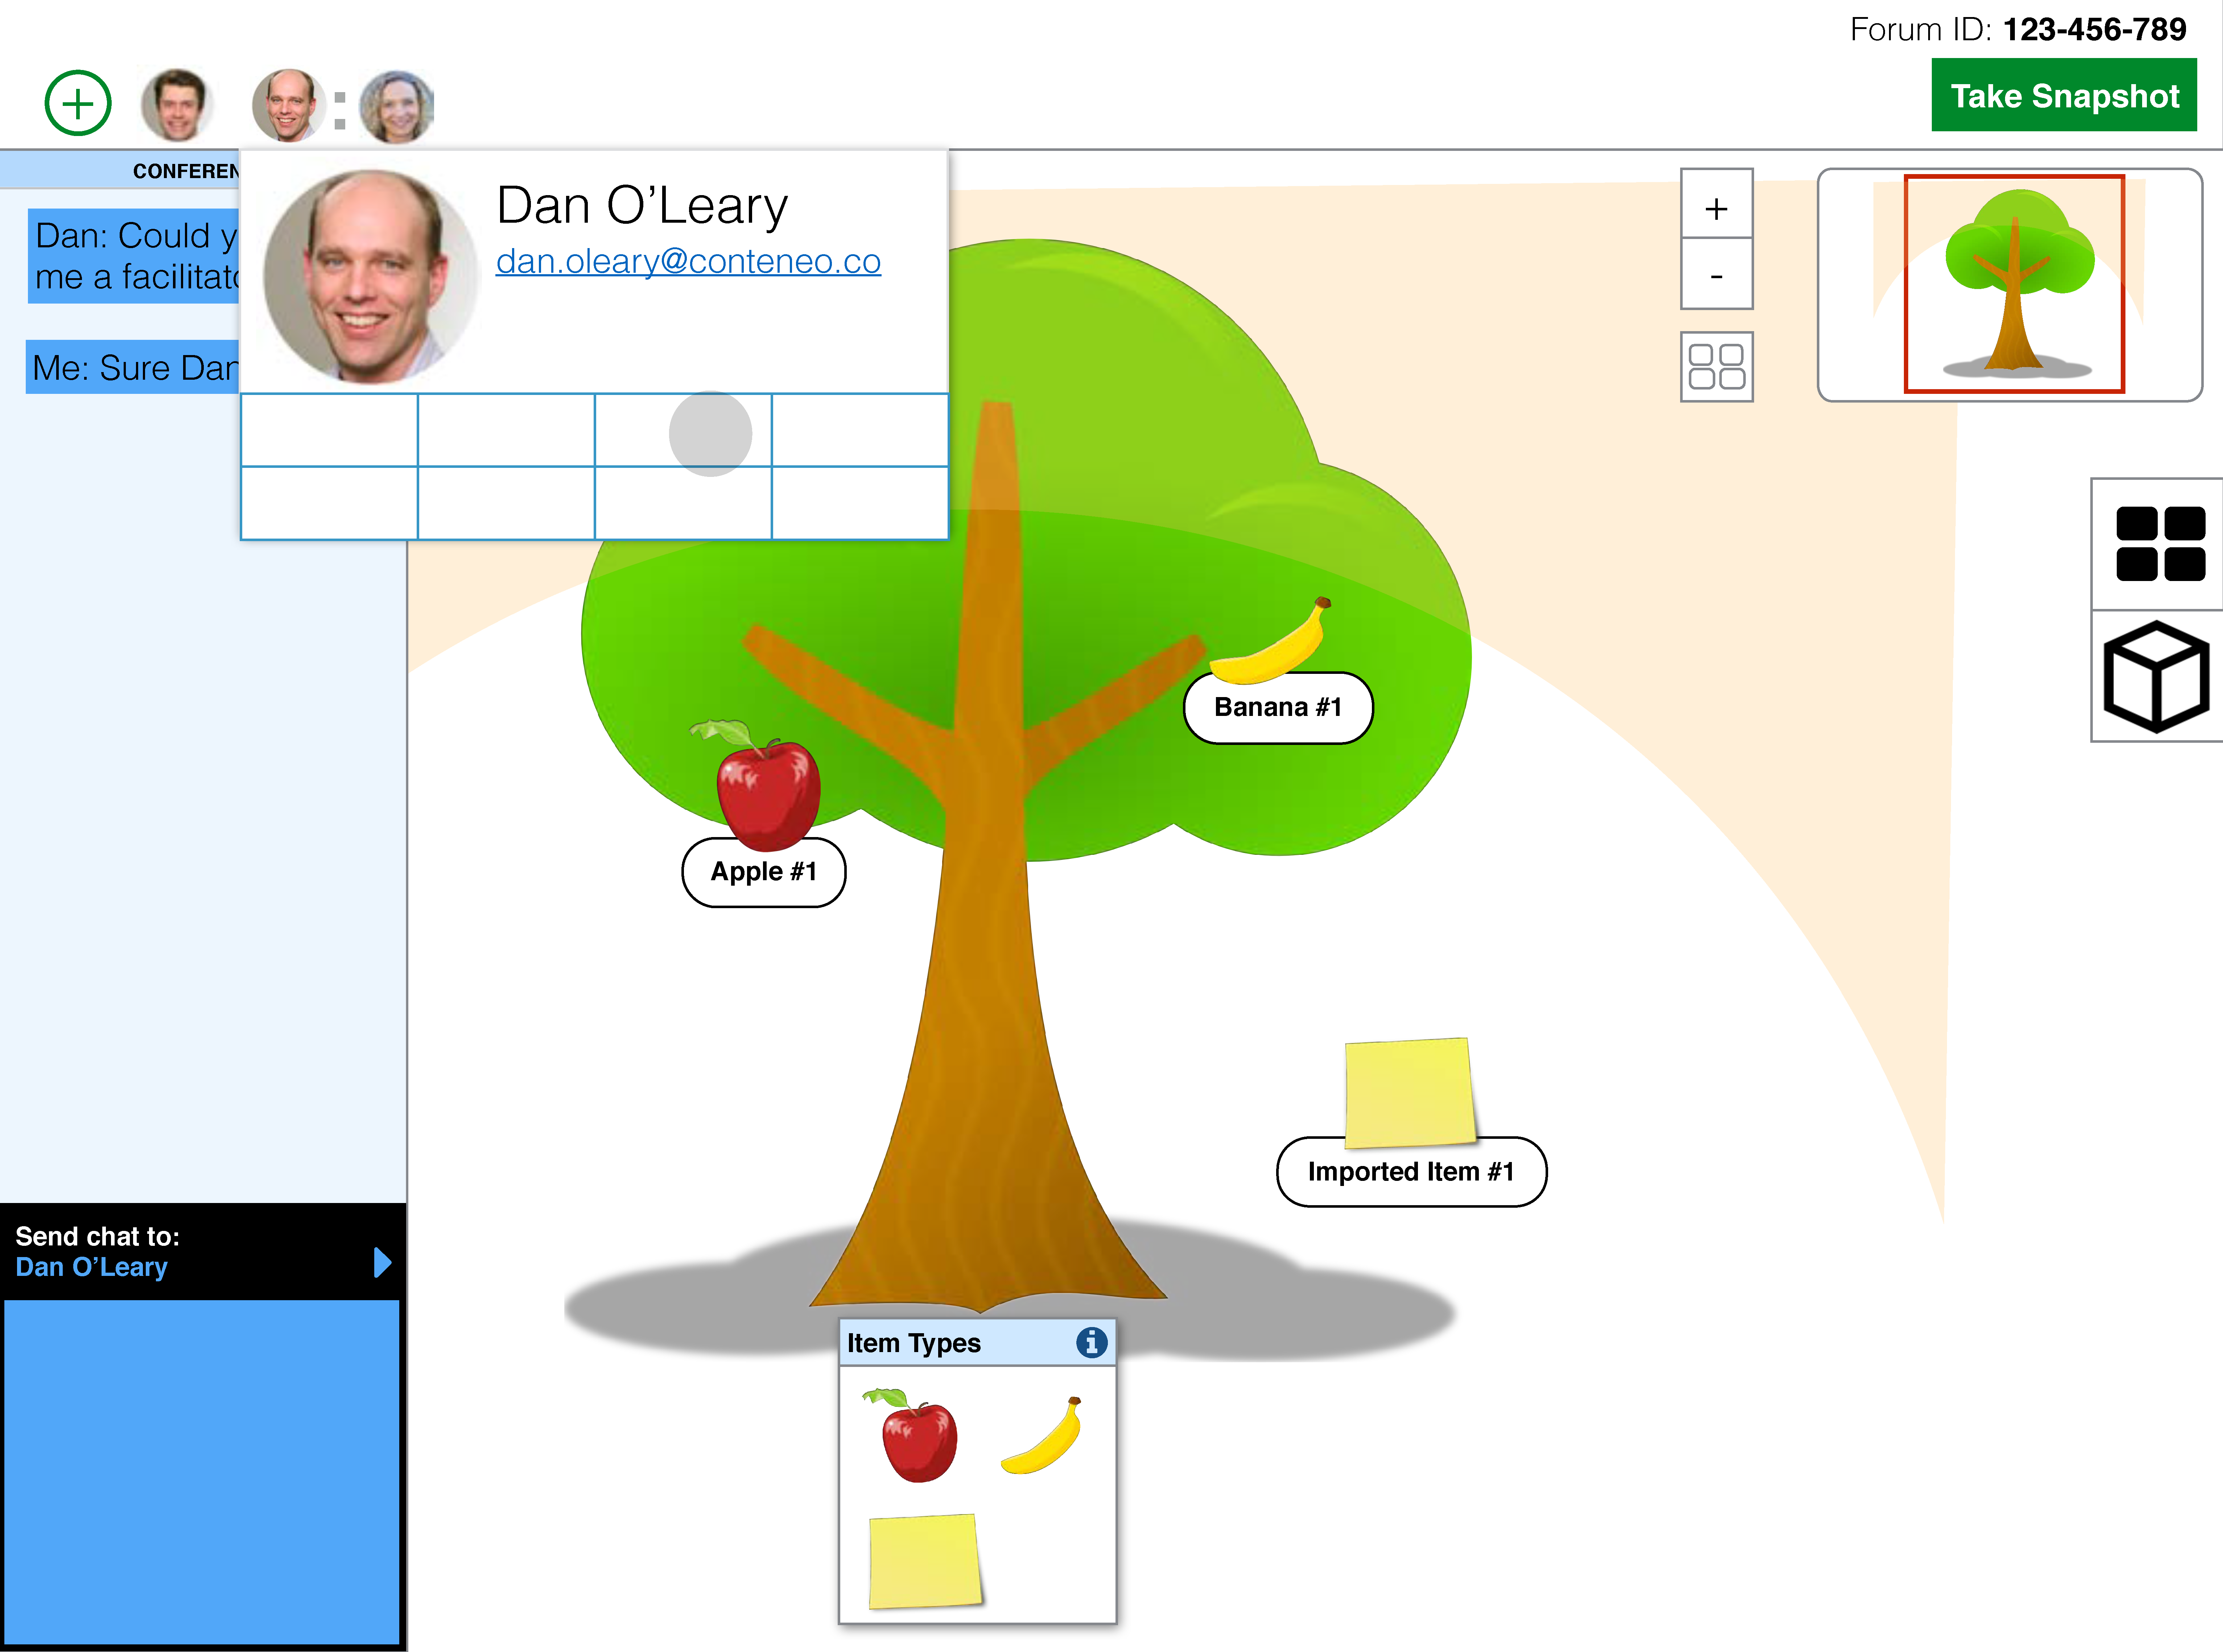 Forum ID: 123-456-789
Take Snapshot
CONFEREN
Dan: Could y
me a facilitato
Me: Sure Dan
Dan O’Leary
dan.oleary@conteneo.co
+
-
Banana #1
Apple #1
Imported Item #1
Send chat to:
Dan O’Leary
Item Types